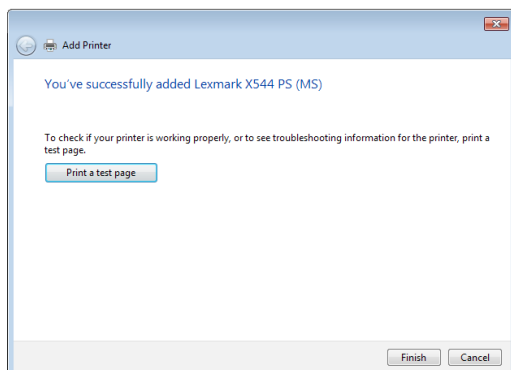 Add Printer
You've successfully added Lexmark X544 PS (MS)
To check if your printer is working properly, or to see troubleshooting information for the printer, print a
test page.
Print a test page
Finish Cancel